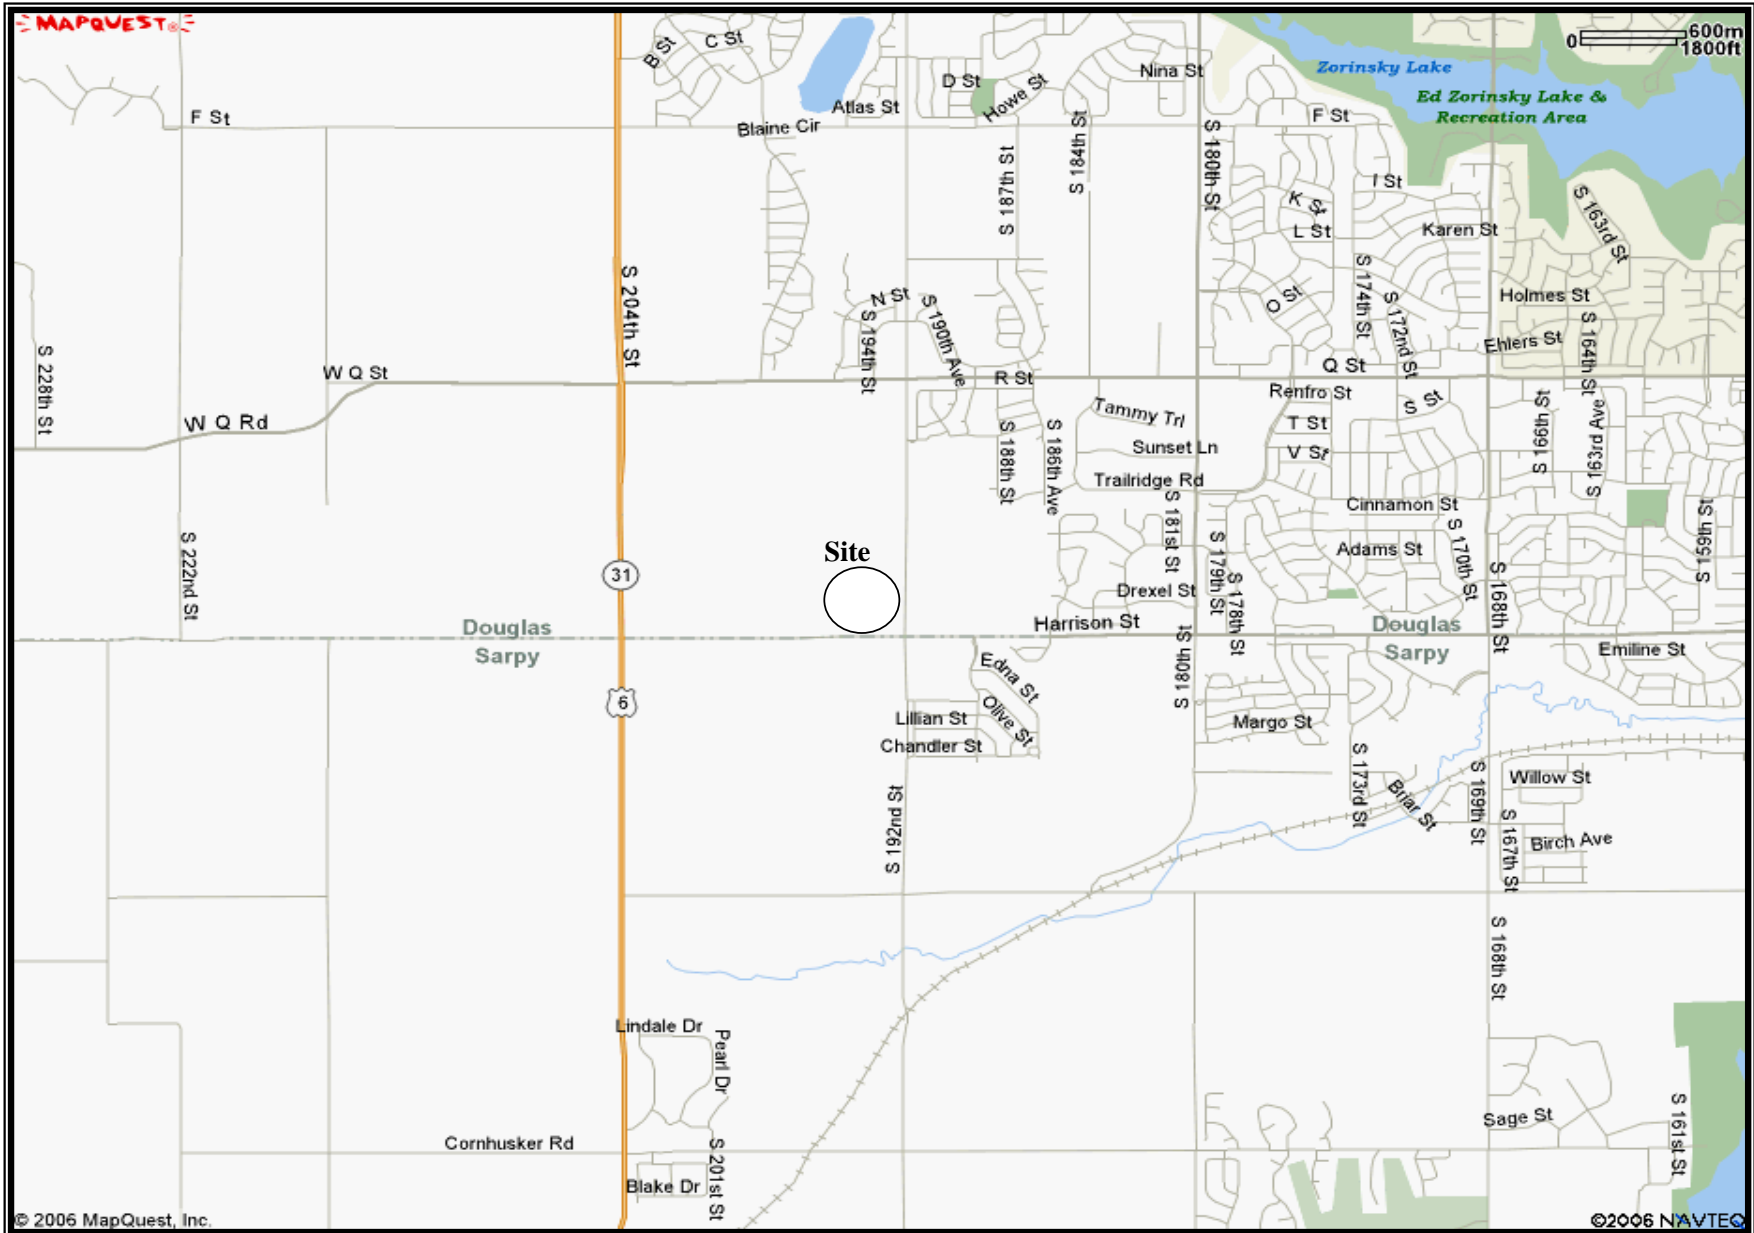 MAPQUEST
0
600m
1800ft
B St
C St
D St
Howe St
Nina St
Zorinsky Lake
Ed Zorinsky Lake &
Recreation Area
F St
Blaine Cir
Atlas St
F St
S 187th St
S 184th St
S 180th St
I St
K St
L St
Karen St
S 163rd St
S 204th St
N St
S 194th St
S 190th Ave
O St
S 174th St
S 172nd St
Holmes St
Ehlers St
S 164th St
S 228th St
W Q St
W Q Rd
R St
Q St
Renfro St
S St
Tammy Trl
T St
V St
Sunset Ln
Trailridge Rd
S 188th St
S 186th Ave
S 166th St
S 163rd Ave
Cinnamon St
S 181st St
S 179th St
S 178th St
Adams St
S 170th St
S 168th St
S 159th St
S 222nd St
Site
31
Drexel St
Harrison St
Douglas
Sarpy
Douglas
Sarpy
Emiline St
6
Edna St
Olive St
Lillian St
Chandler St
S 180th St
Margo St
S 192nd St
S 173rd St
Briar St
S 169th St
Willow St
S 167th St
Birch Ave
S 168th St
Lindale Dr
Pearl Dr
Cornhusker Rd
Blake Dr
S 201st St
Sage St
S 161st St
© 2006 MapQuest, Inc.
©2006 NAVTEQ